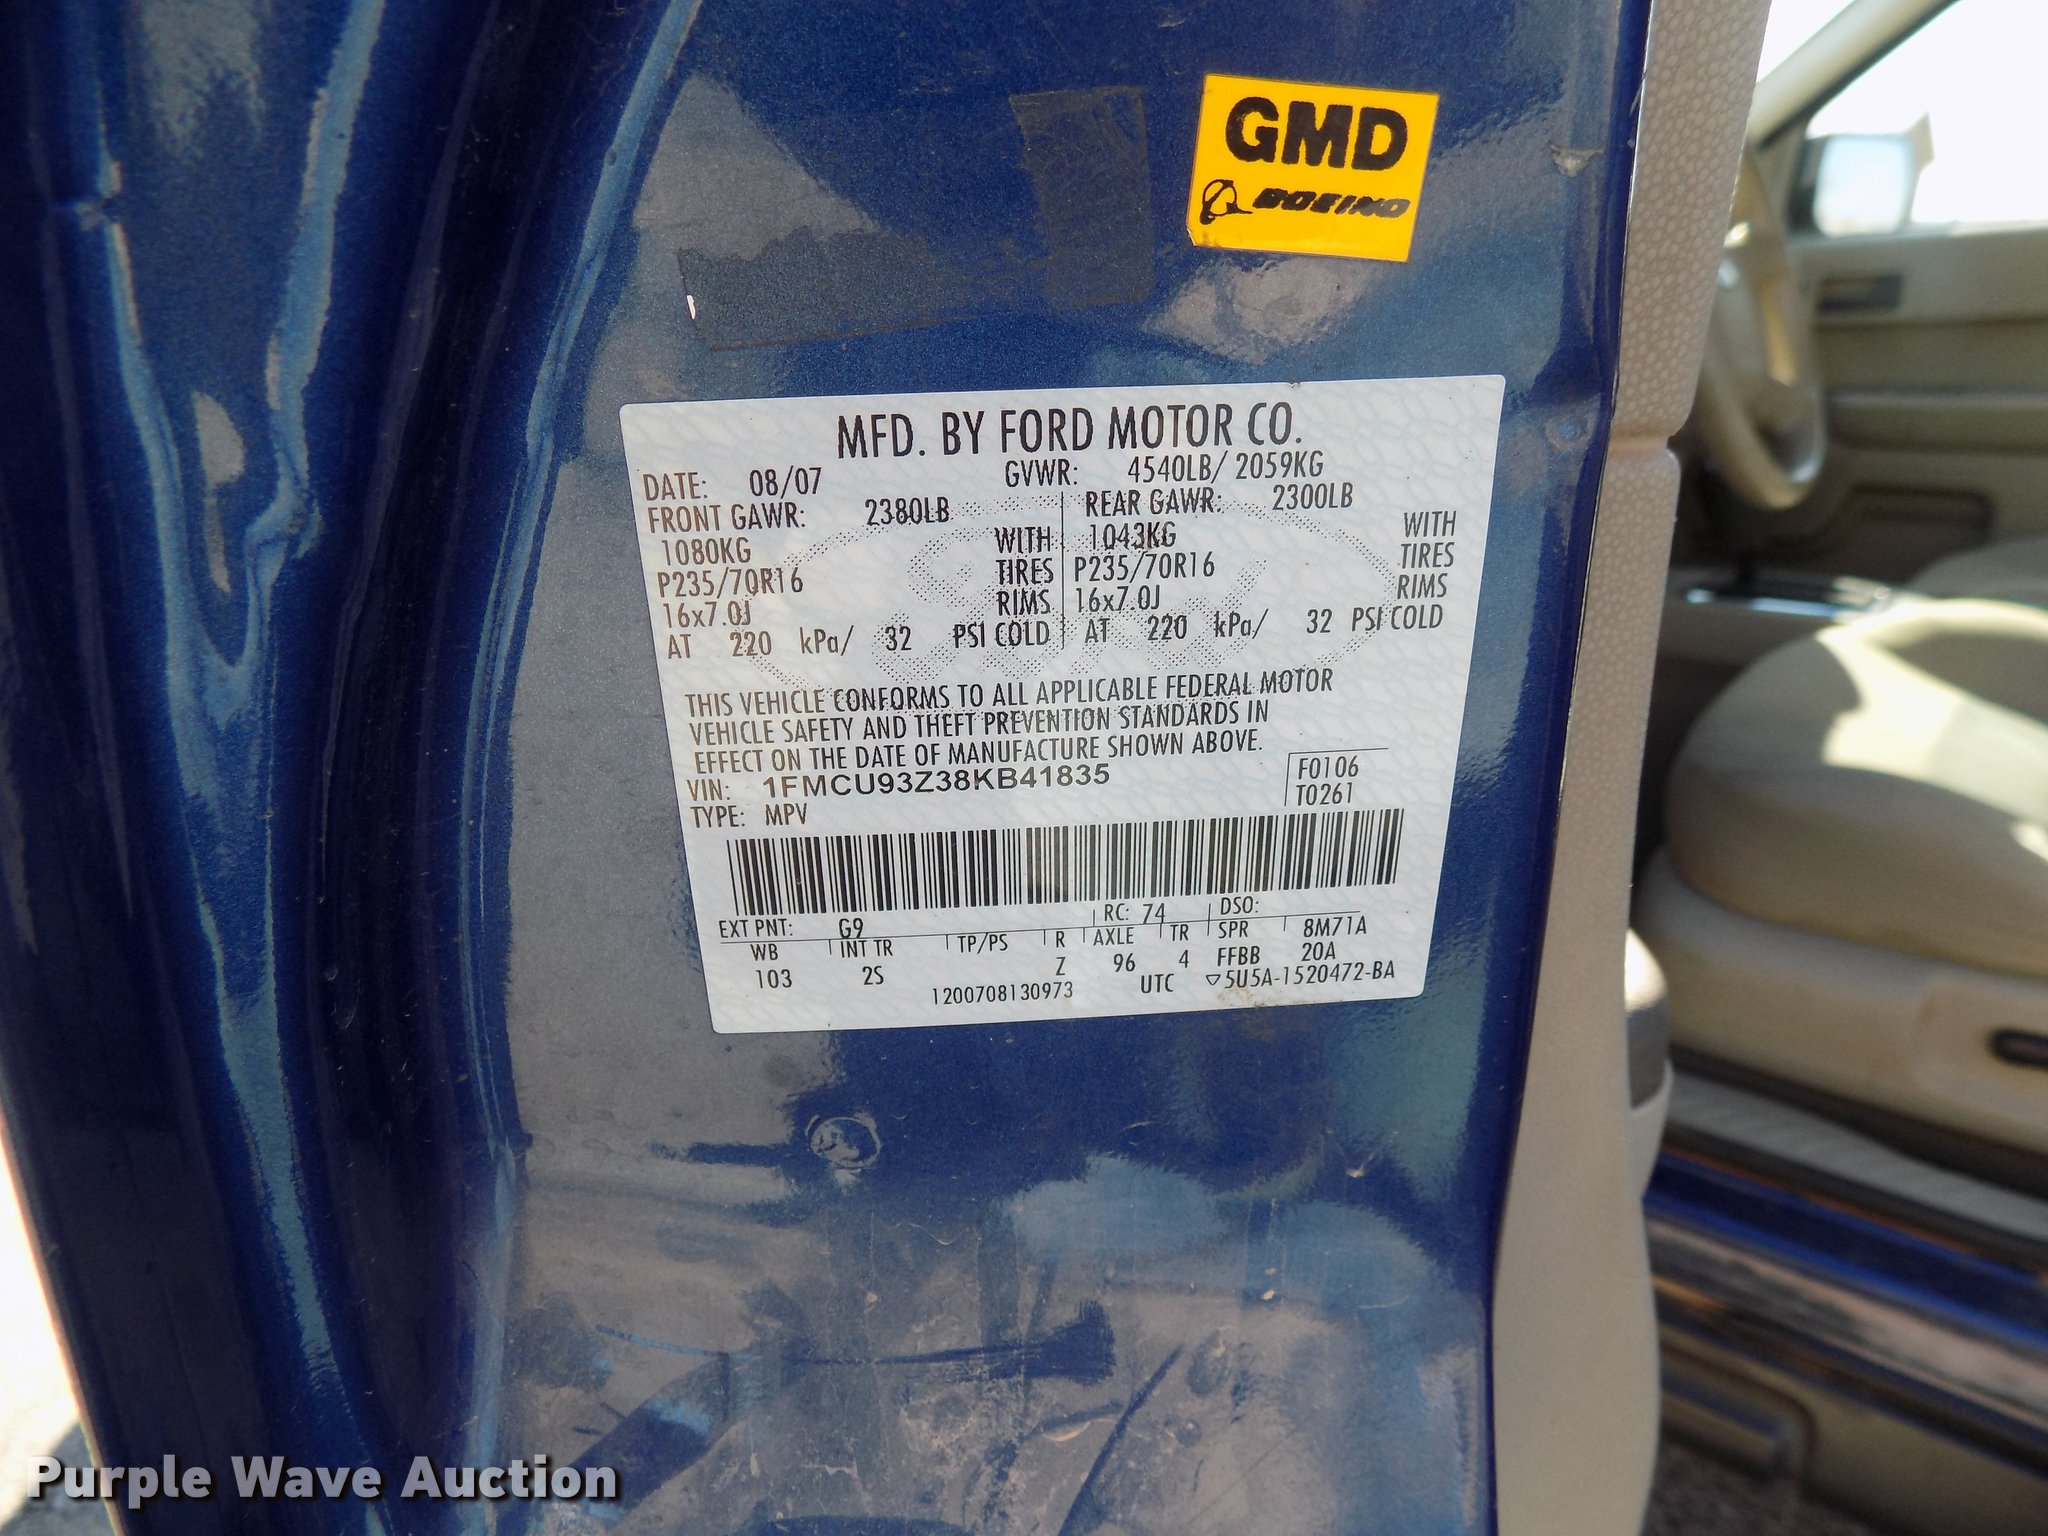 GMD
BOEING
MFD. BY FORD MOTOR CO.
DATE: 08/07 GVWR: 4540LB/ 2059KG
FRONT GAWR: 2380LB REAR GAWR: 2300LB
1080KG WITH 1043KG WITH
P235/70R16 TIRES P235/70R16 TIRES
16x7.0J RIMS 16x7.0J RIMS
AT 220 kPa/ 32 PSI COLD AT 220 kPa/ 32 PSI COLD
THIS VEHICLE CONFORMS TO ALL APPLICABLE FEDERAL MOTOR
VEHICLE SAFETY AND THEFT PREVENTION STANDARDS IN
EFFECT ON THE DATE OF MANUFACTURE SHOWN ABOVE.
VIN: 1FMCU93Z38KB41835 F0106
TYPE: MPV T0261
EXT PNT: G9 RC: 74 DSO:
WB INT TR TP/PS R AXLE TR SPR 8M71A
103 2S Z 96 4 FFBB 20A
1200708130973 UTC ▽5U5A-1520472-BA
Purple Wave Auction